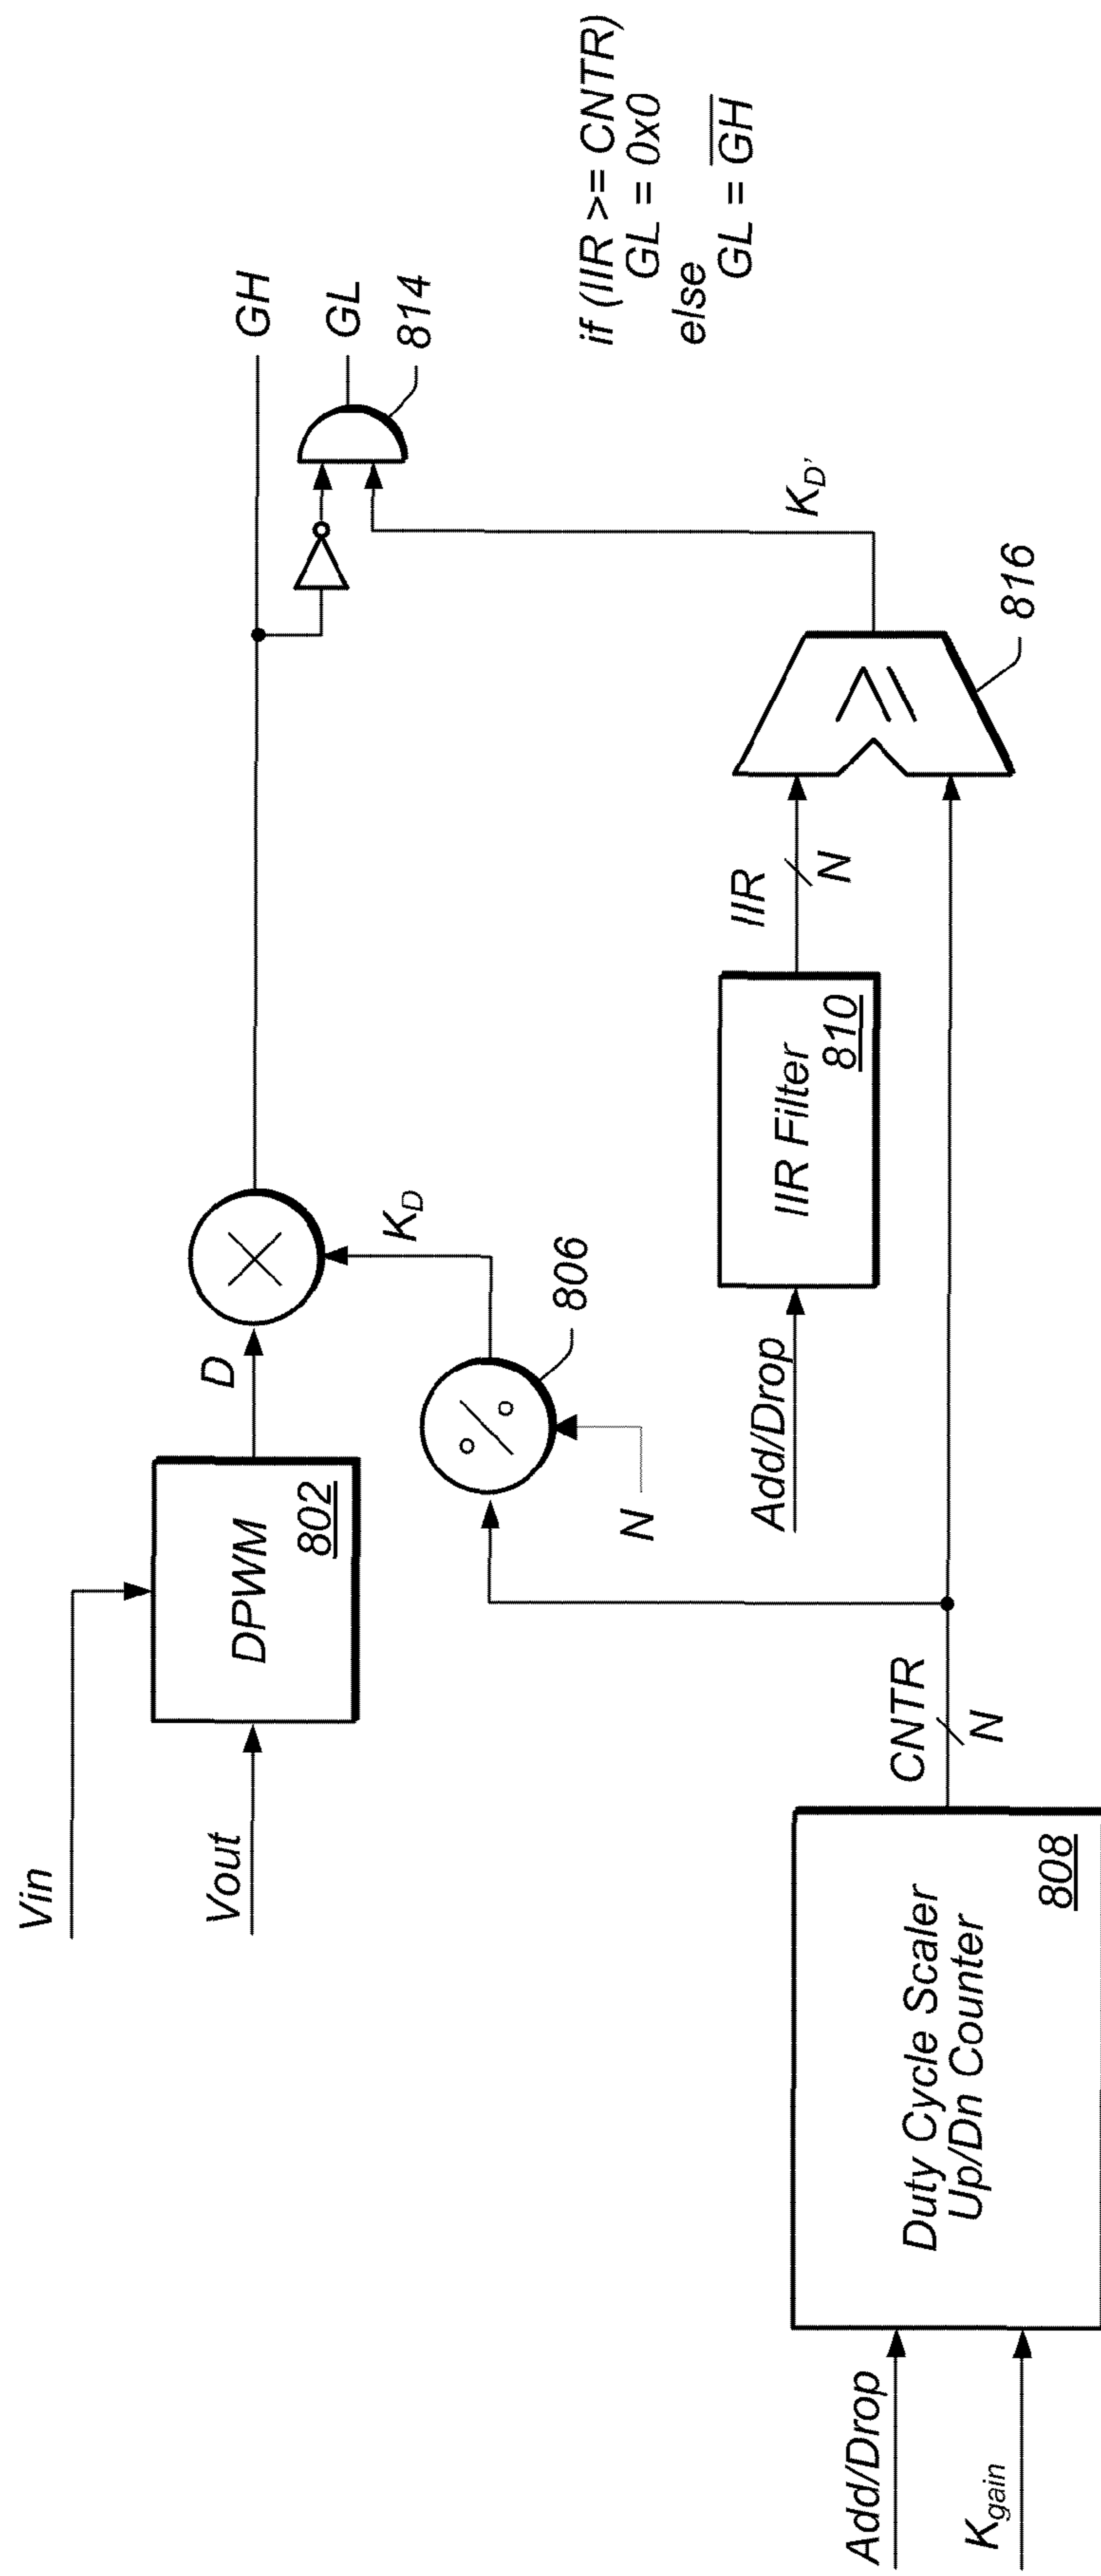 Vin
Vout
DPWM
802
D
GH
GL
814
K_D
806
N
if (IIR >= CNTR)
GL = 0x0
else
GL = G̅H̅
Add/Drop
IIR Filter
810
IIR
N
≥
816
K_D'
Add/Drop
K_gain
Duty Cycle Scaler
Up/Dn Counter
808
CNTR
N